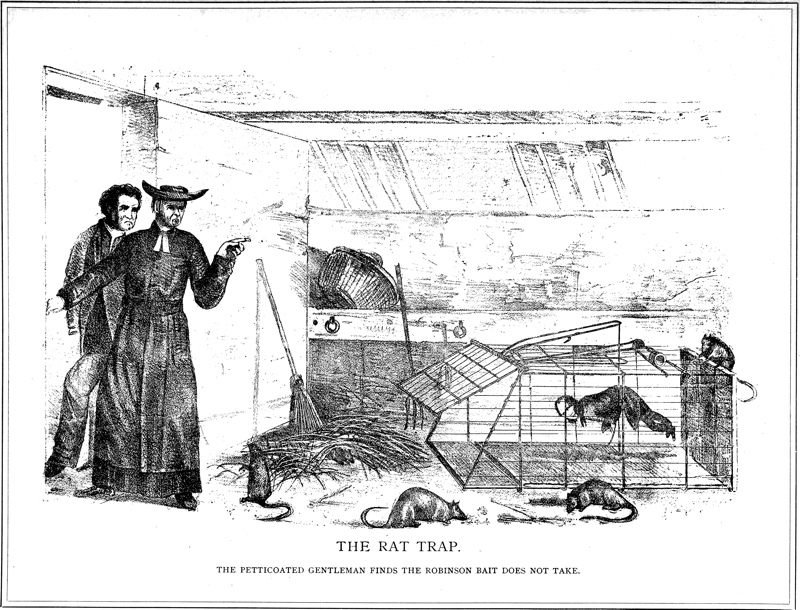 THE RAT TRAP.
THE PETTICOATED GENTLEMAN FINDS THE ROBINSON BAIT DOES NOT TAKE.